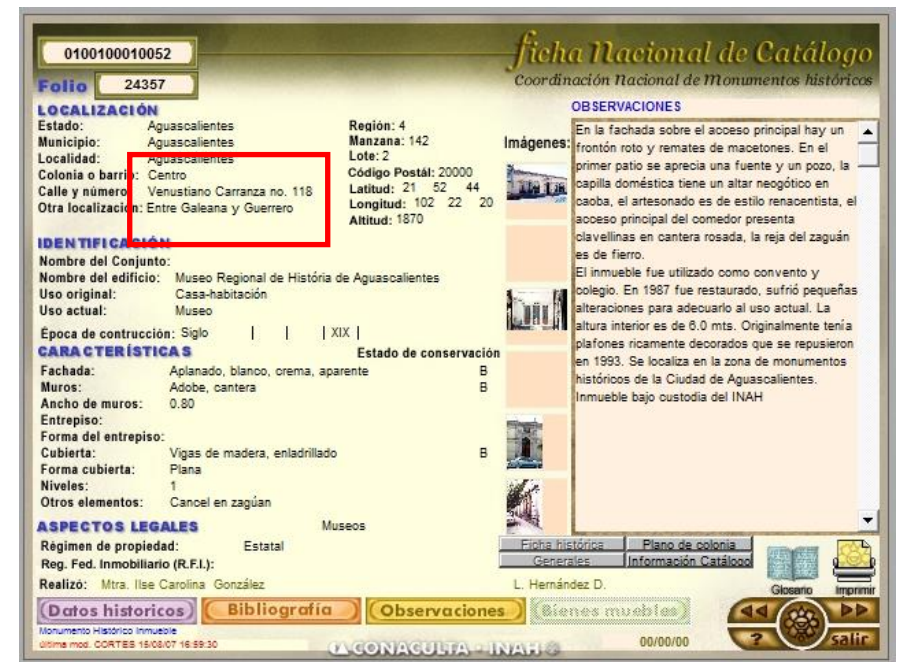 ficha Nacional de Catálogo
Coordinación Nacional de Monumentos históricos
0100100010052
Folio 24357
LOCALIZACIÓN
Estado: Aguascalientes
Municipio: Aguascalientes
Localidad: Aguascalientes
Colonia o barrio: Centro
Calle y número: Venustiano Carranza no. 118
Otra localización: Entre Galeana y Guerrero
Región: 4
Manzana: 142
Lote: 2
Código Postál: 20000
Latitud: 21 52 44
Longitud: 102 22 20
Altitud: 1870
IDENTIFICACIÓN
Nombre del Conjunto:
Nombre del edificio: Museo Regional de História de Aguascalientes
Uso original: Casa-habitación
Uso actual: Museo
Época de contrucción: Siglo | | | XIX |
CARACTERÍSTICAS Estado de conservación
Fachada: Aplanado, blanco, crema, aparente B
Muros: Adobe, cantera B
Ancho de muros: 0.80
Entrepiso:
Forma del entrepiso:
Cubierta: Vigas de madera, enladrillado B
Forma cubierta: Plana
Niveles: 1
Otros elementos: Cancel en zagúan
ASPECTOS LEGALES Museos
Régimen de propiedad: Estatal
Reg. Fed. Inmobiliario (R.F.I.):
Realizó: Mtra. Ilse Carolina González L. Hernández D.
Imágenes:
OBSERVACIONES
En la fachada sobre el acceso principal hay un
frontón roto y remates de macetones. En el
primer patio se aprecia una fuente y un pozo, la
capilla doméstica tiene un altar neogótico en
caoba, el artesonado es de estilo renacentista, el
acceso principal del comedor presenta
clavellinas en cantera rosada, la reja del zaguán
es de fierro.
El inmueble fue utilizado como convento y
colegio. En 1987 fue restaurado, sufrió pequeñas
alteraciones para adecuarlo al uso actual. La
altura interior es de 6.0 mts. Originalmente tenía
plafones ricamente decorados que se repusieron
en 1993. Se localiza en la zona de monumentos
históricos de la Ciudad de Aguascalientes.
Inmueble bajo custodia del INAH
Ficha histórica Plano de colonia
Generales Información Catálogo
Glosario Imprimir
Datos historicos Bibliografía Observaciones Bienes muebles
Monumento Histórico Inmueble
última mod. CORTES 15/08/07 16:59:30
CONACULTA - INAH
00/00/00
? salir